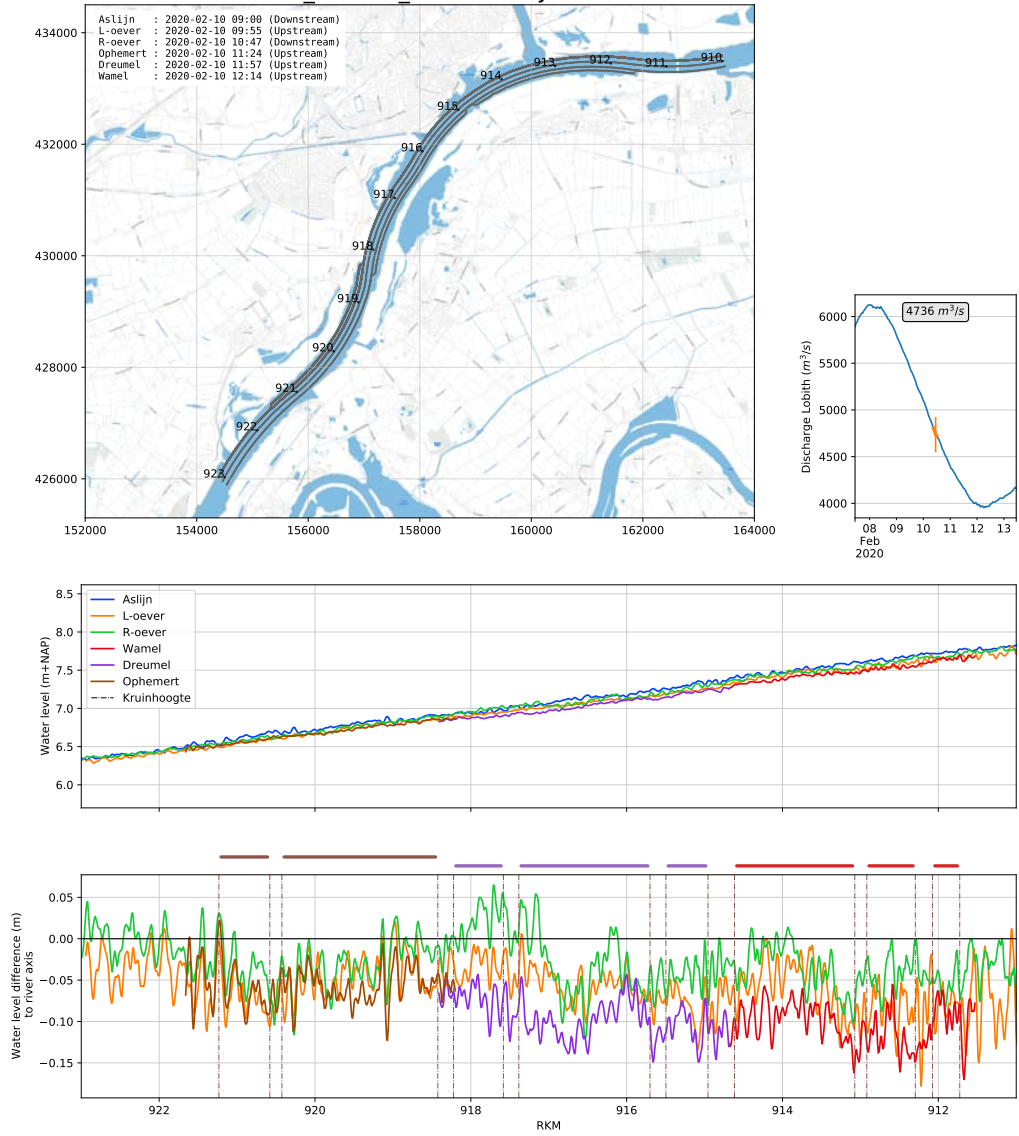 434000
432000
430000
428000
426000
152000 154000 156000 158000 160000 162000 164000
Aslijn : 2020-02-10 09:00 (Downstream)
L-oever : 2020-02-10 09:55 (Upstream)
R-oever : 2020-02-10 10:47 (Downstream)
Ophemert : 2020-02-10 11:24 (Upstream)
Dreumel : 2020-02-10 11:57 (Upstream)
Wamel : 2020-02-10 12:14 (Upstream)
910
911
912
913
914
915
916
917
918
919
920
921
922
923
Discharge Lobith (m³/s)
6000
5500
5000
4500
4000
4736 m³/s
08 09 10 11 12 13
Feb
2020
Water level (m+NAP)
8.5
8.0
7.5
7.0
6.5
6.0
Aslijn
L-oever
R-oever
Wamel
Dreumel
Ophemert
Kruinhoogte
Water level difference (m)
to river axis
0.05
0.00
−0.05
−0.10
−0.15
922 920 918 916 914 912
RKM